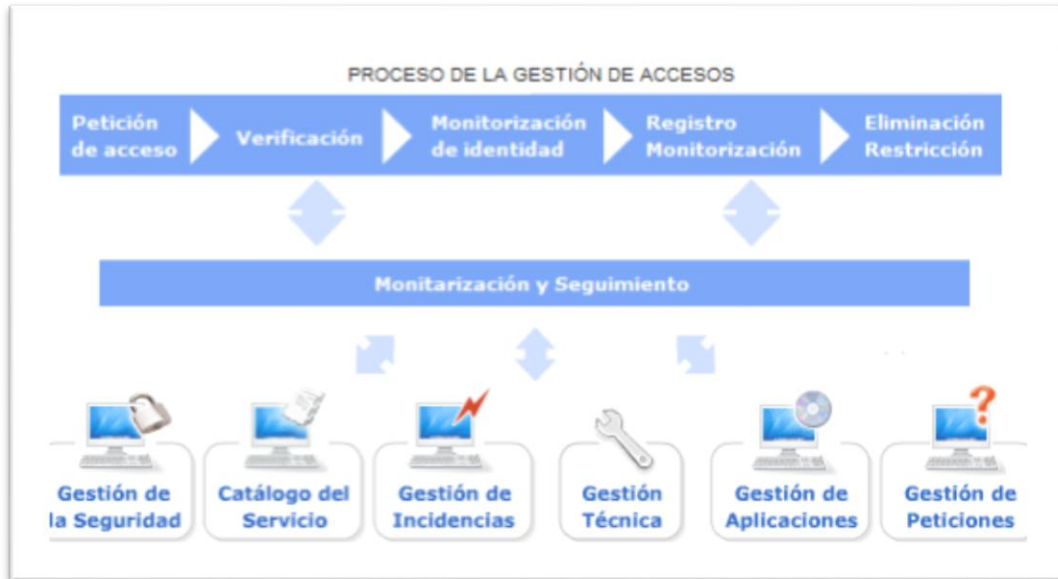 PROCESO DE LA GESTIÓN DE ACCESOS
Petición
de acceso
Verificación
Monitorización
de identidad
Registro
Monitorización
Eliminación
Restricción
Monitarización y Seguimiento
Gestión de
la Seguridad
Catálogo del
Servicio
Gestión de
Incidencias
Gestión
Técnica
Gestión de
Aplicaciones
Gestión de
Peticiones